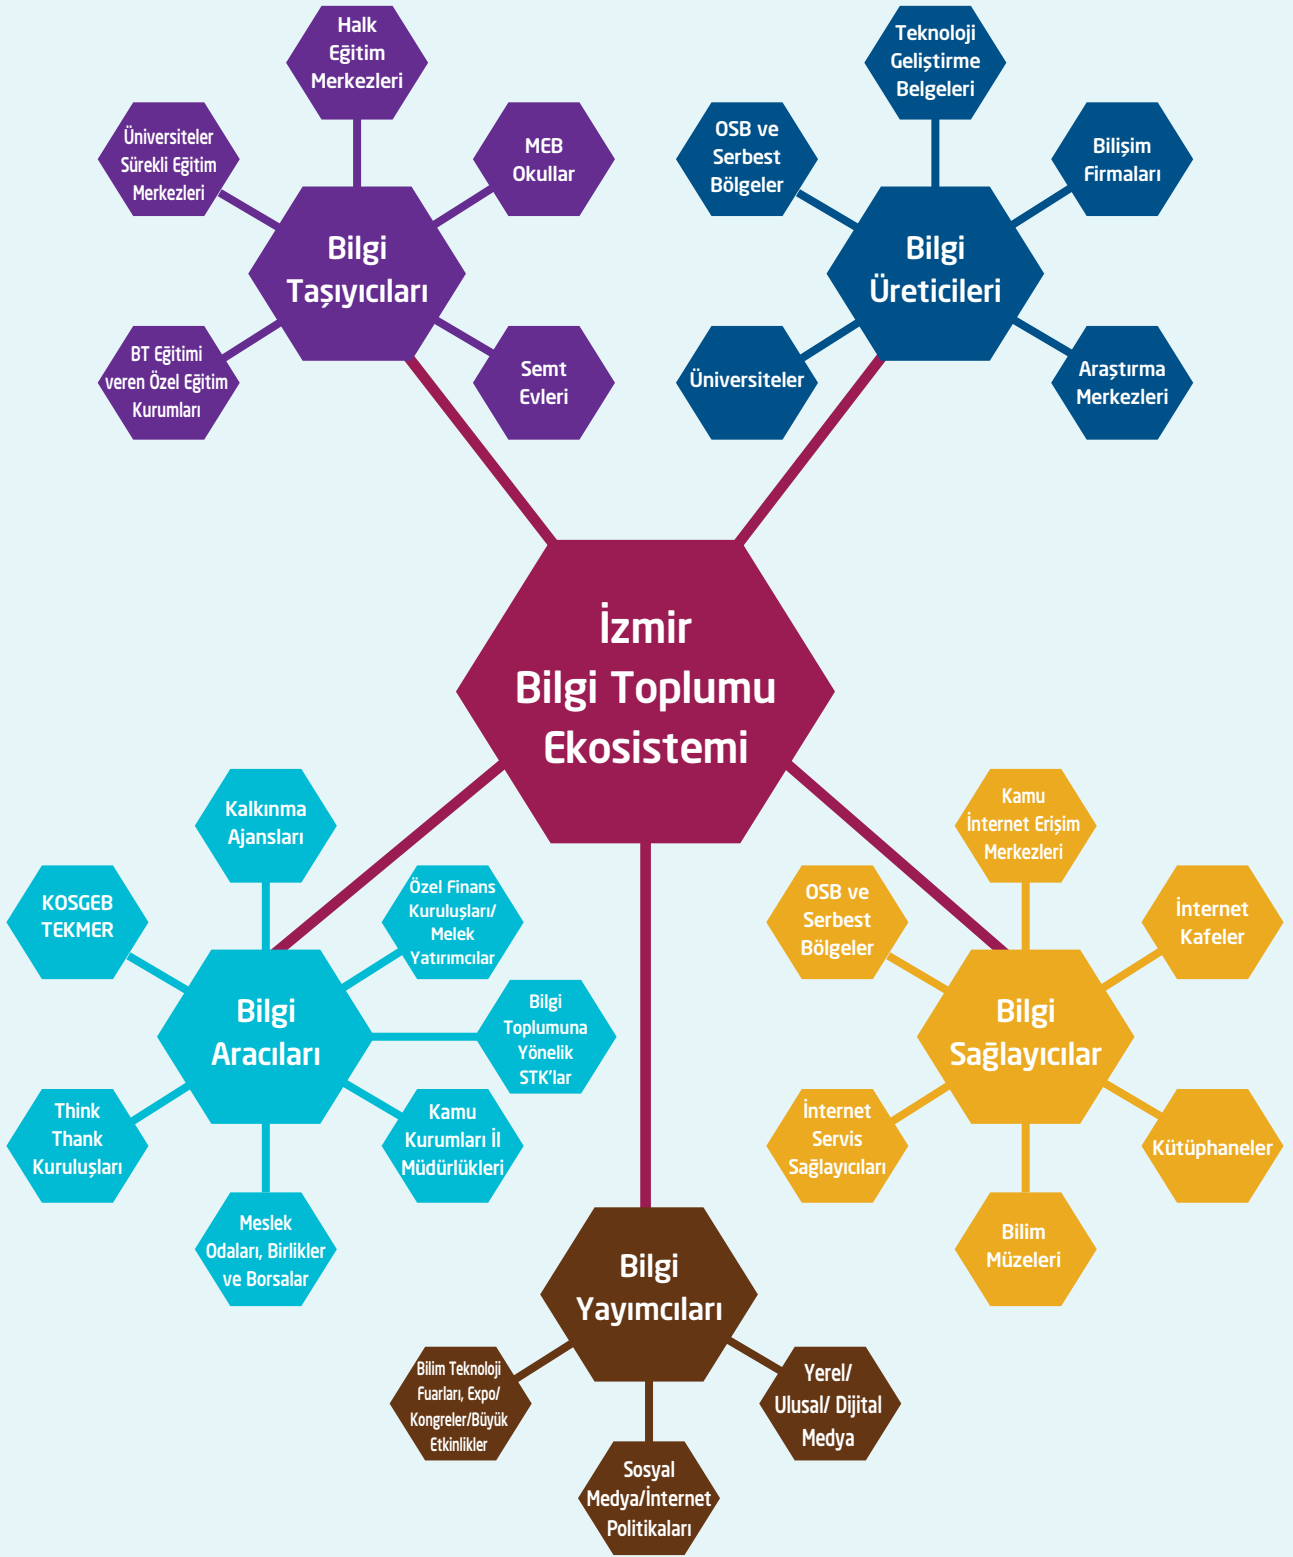 Halk
Eğitim
Merkezleri
Üniversiteler
Sürekli Eğitim
Merkezleri
MEB
Okullar
Bilgi
Taşıyıcıları
BT Eğitimi
veren Özel Eğitim
Kurumları
Semt
Evleri
Teknoloji
Geliştirme
Belgeleri
OSB ve
Serbest
Bölgeler
Bilişim
Firmaları
Bilgi
Üreticileri
Üniversiteler
Araştırma
Merkezleri
İzmir
Bilgi Toplumu
Ekosistemi
Kalkınma
Ajansları
KOSGEB
TEKMER
Özel Finans
Kuruluşları/
Melek
Yatırımcılar
Bilgi
Aracıları
Bilgi
Toplumuna
Yönelik
STK'lar
Think
Thank
Kuruluşları
Kamu
Kurumları İl
Müdürlükleri
Meslek
Odaları, Birlikler
ve Borsalar
Kamu
İnternet Erişim
Merkezleri
OSB ve
Serbest
Bölgeler
İnternet
Kafeler
Bilgi
Sağlayıcılar
İnternet
Servis
Sağlayıcıları
Kütüphaneler
Bilim
Müzeleri
Bilgi
Yayımcıları
Bilim Teknoloji
Fuarları, Expo/
Kongreler/Büyük
Etkinlikler
Yerel/
Ulusal/ Dijital
Medya
Sosyal
Medya/İnternet
Politikaları